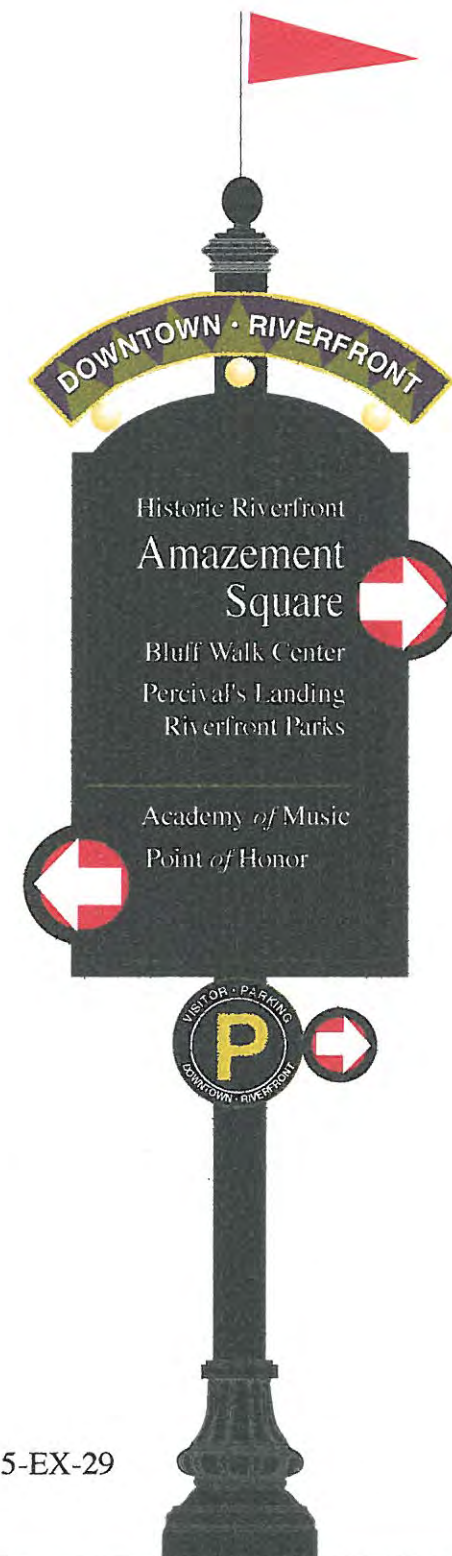 DOWNTOWN · RIVERFRONT
Historic Riverfront
Amazement
Square
Bluff Walk Center
Percival's Landing
Riverfront Parks
Academy of Music
Point of Honor
VISITOR · PARKING
P
DOWNTOWN · RIVERFRONT
5-EX-29